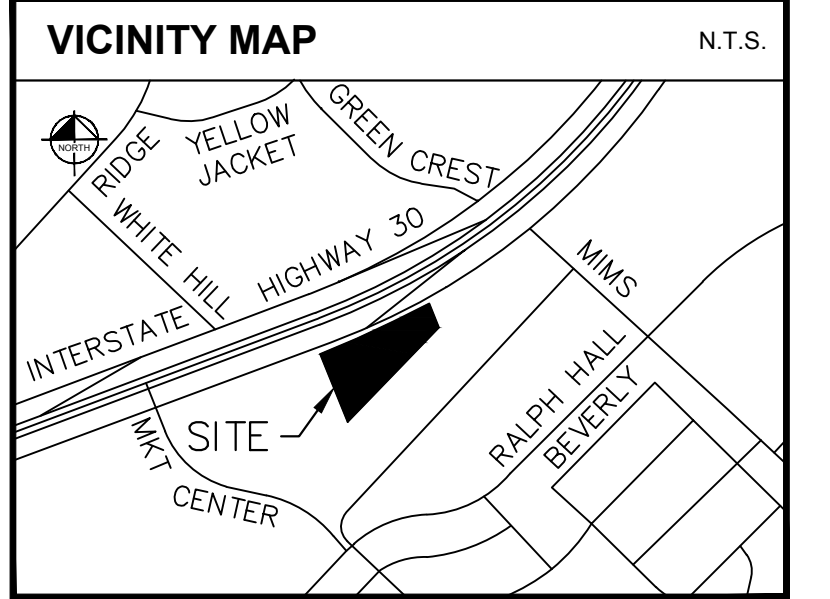 VICINITY MAP
N.T.S.
NORTH
RIDGE
YELLOW
JACKET
GREEN CREST
WHITE HILL
INTERSTATE HIGHWAY 30
MIMS
SITE
MKT CENTER
RALPH HALL
BEVERLY